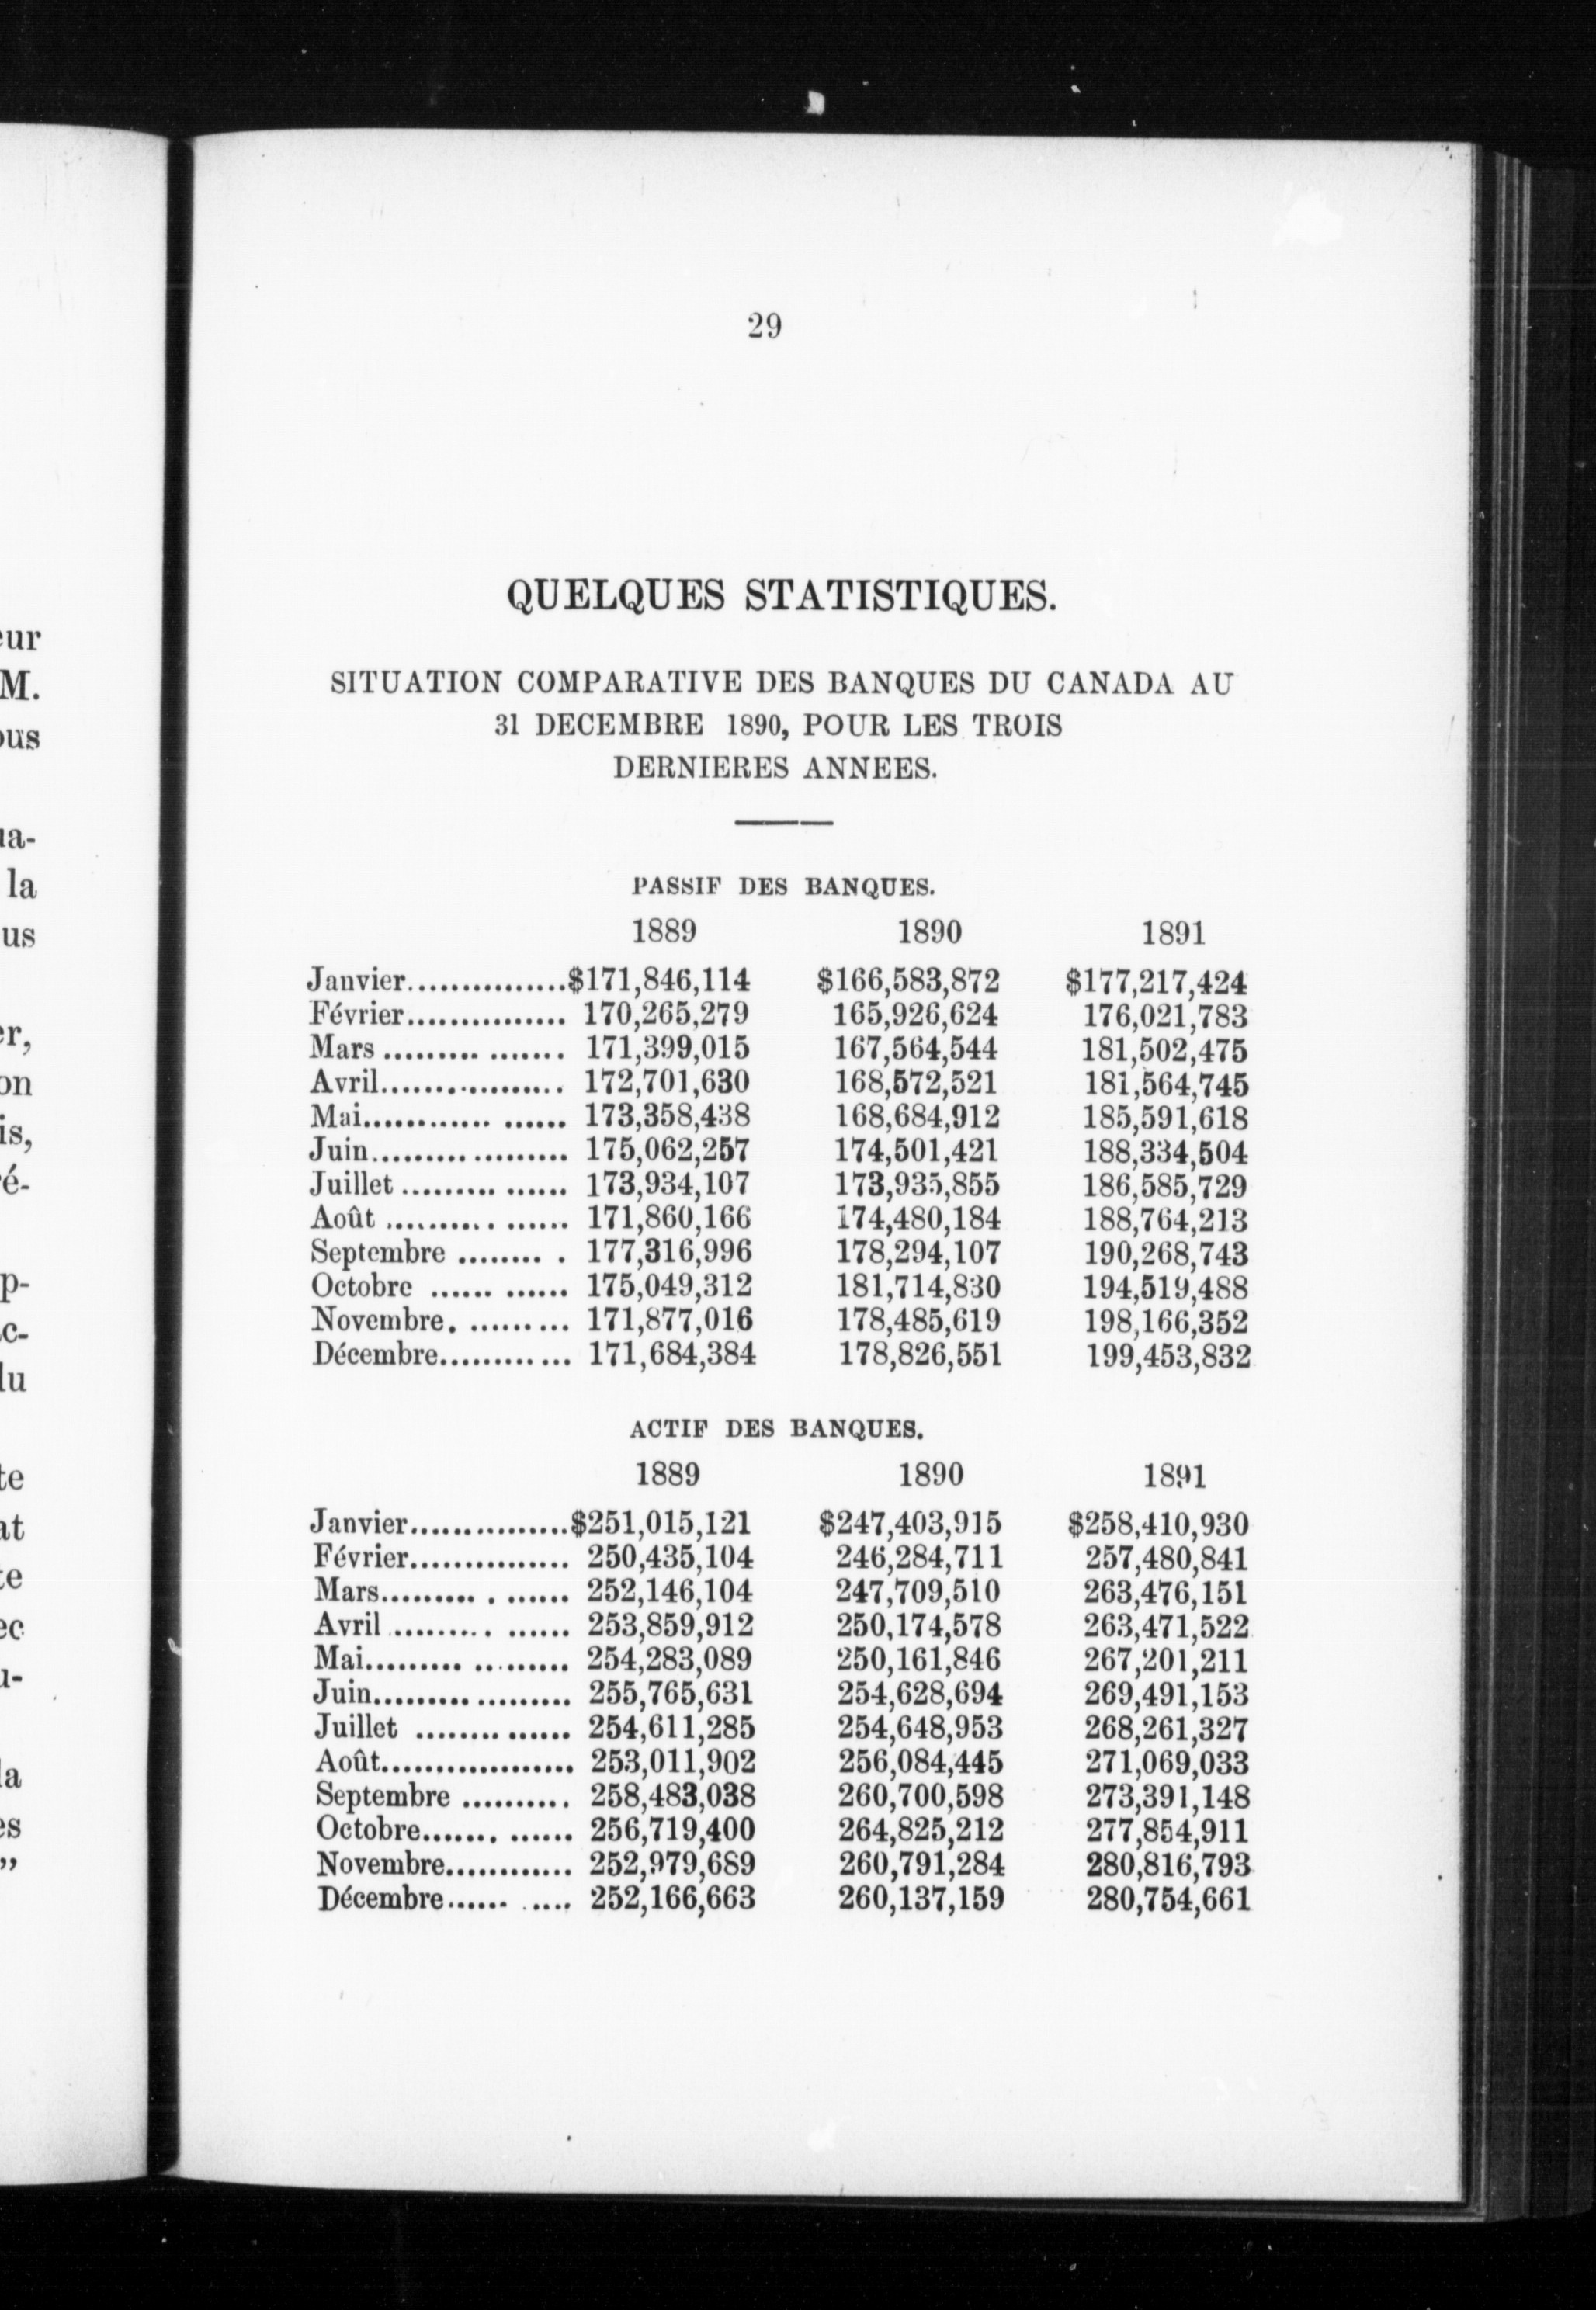 29
QUELQUES STATISTIQUES.
SITUATION COMPARATIVE DES BANQUES DU CANADA AU
31 DECEMBRE 1890, POUR LES TROIS
DERNIERES ANNEES.
PASSIF DES BANQUES.
1889 1890 1891
Janvier...............$171,846,114 $166,583,872 $177,217,424
Février............... 170,265,279 165,926,624 176,021,783
Mars ......... ....... 171,399,015 167,564,544 181,502,475
Avril................. 172,701,630 168,572,521 181,564,745
Mai............ ...... 173,358,438 168,684,912 185,591,618
Juin......... ......... 175,062,257 174,501,421 188,334,504
Juillet ......... ...... 173,934,107 173,935,855 186,585,729
Août .......... ...... 171,860,166 174,480,184 188,764,213
Septembre ........ . 177,316,996 178,294,107 190,268,743
Octobre ...... ...... 175,049,312 181,714,830 194,519,488
Novembre. ......... 171,877,016 178,485,619 198,166,352
Décembre............ 171,684,384 178,826,551 199,453,832
ACTIF DES BANQUES.
1889 1890 1891
Janvier...............$251,015,121 $247,403,915 $258,410,930
Février............... 250,435,104 246,284,711 257,480,841
Mars......... . ...... 252,146,104 247,709,510 263,476,151
Avril .......... ...... 253,859,912 250,174,578 263,471,522
Mai......... ......... 254,283,089 250,161,846 267,201,211
Juin......... ......... 255,765,631 254,628,694 269,491,153
Juillet ........ ...... 254,611,285 254,648,953 268,261,327
Août.................. 253,011,902 256,084,445 271,069,033
Septembre .......... 258,483,038 260,700,598 273,391,148
Octobre....... ...... 256,719,400 264,825,212 277,854,911
Novembre............ 252,979,689 260,791,284 280,816,793
Décembre...... ..... 252,166,663 260,137,159 280,754,661